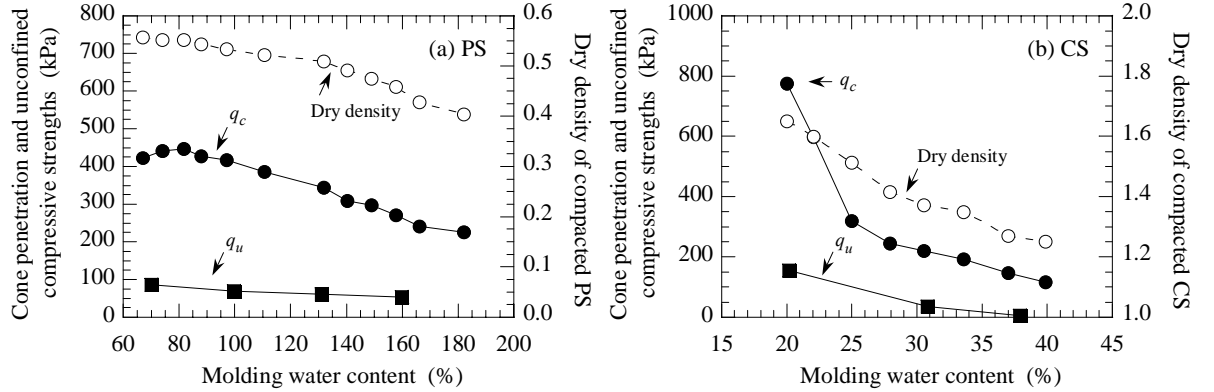 Cone penetration and unconfined
compressive strengths (kPa)
800
700
600
500
400
300
200
100
0
(a) PS
Dry density
q_c
q_u
0.6
0.5
0.4
0.3
0.2
0.1
0.0
Dry density of compacted PS
60 80 100 120 140 160 180 200
Molding water content (%)
Cone penetration and unconfined
compressive strengths (kPa)
1000
800
600
400
200
0
(b) CS
q_c
Dry density
q_u
2.0
1.8
1.6
1.4
1.2
1.0
Dry density of compacted CS
15 20 25 30 35 40 45
Molding water content (%)